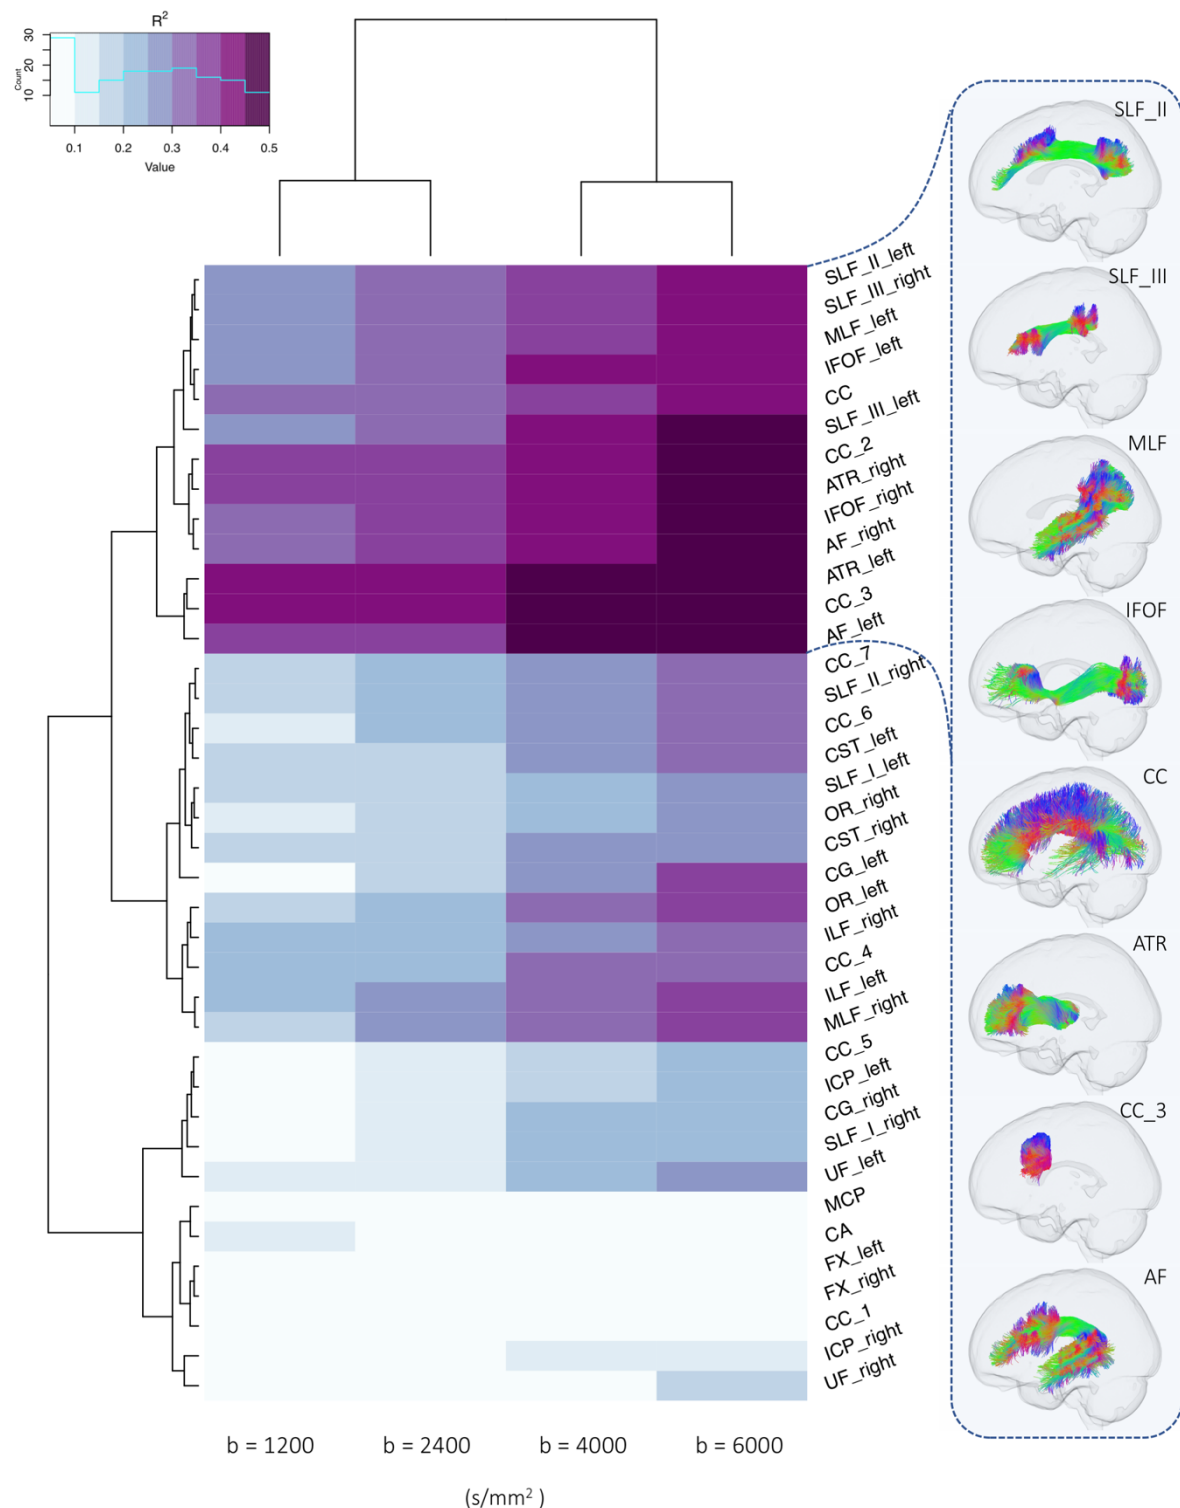 R2
Count
30
20
10
0.1 0.2 0.3 0.4 0.5
Value
SLF_II_left
SLF_III_right
MLF_left
IFOF_left
CC
SLF_III_left
CC_2
ATR_right
IFOF_right
AF_right
ATR_left
CC_3
AF_left
CC_7
SLF_II_right
CC_6
CST_left
SLF_I_left
OR_right
CST_right
CG_left
OR_left
ILF_right
CC_4
ILF_left
MLF_right
CC_5
ICP_left
CG_right
SLF_I_right
UF_left
MCP
CA
FX_left
FX_right
CC_1
ICP_right
UF_right
b = 1200 b = 2400 b = 4000 b = 6000
(s/mm2 )
SLF_II
SLF_III
MLF
IFOF
CC
ATR
CC_3
AF